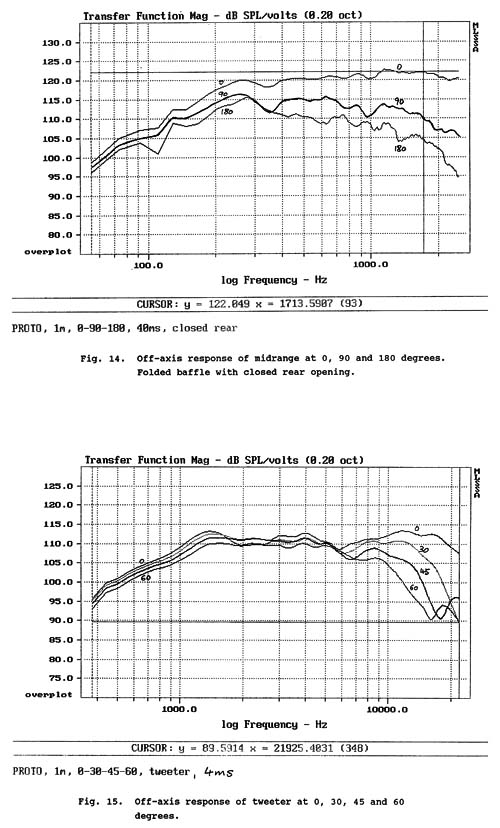 Transfer Function Mag - dB SPL/volts (0.20 oct)
MLSSA
130.0
125.0
120.0
115.0
110.0
105.0
100.0
95.0
90.0
85.0
80.0
overplot
0
0
90
90
180
180
100.0 1000.0
log Frequency - Hz
CURSOR: y = 122.049 x = 1713.5907 (93)
PROTO, 1m, 0-90-180, 40ms, closed rear
Fig. 14. Off-axis response of midrange at 0, 90 and 180 degrees.
Folded baffle with closed rear opening.
Transfer Function Mag - dB SPL/volts (0.20 oct)
MLSSA
125.0
120.0
115.0
110.0
105.0
100.0
95.0
90.0
85.0
80.0
75.0
overplot
0
60
0
30
45
60
1000.0 10000.0
log Frequency - Hz
CURSOR: y = 89.5914 x = 21925.4031 (348)
PROTO, 1m, 0-30-45-60, tweeter, 4ms
Fig. 15. Off-axis response of tweeter at 0, 30, 45 and 60
degrees.